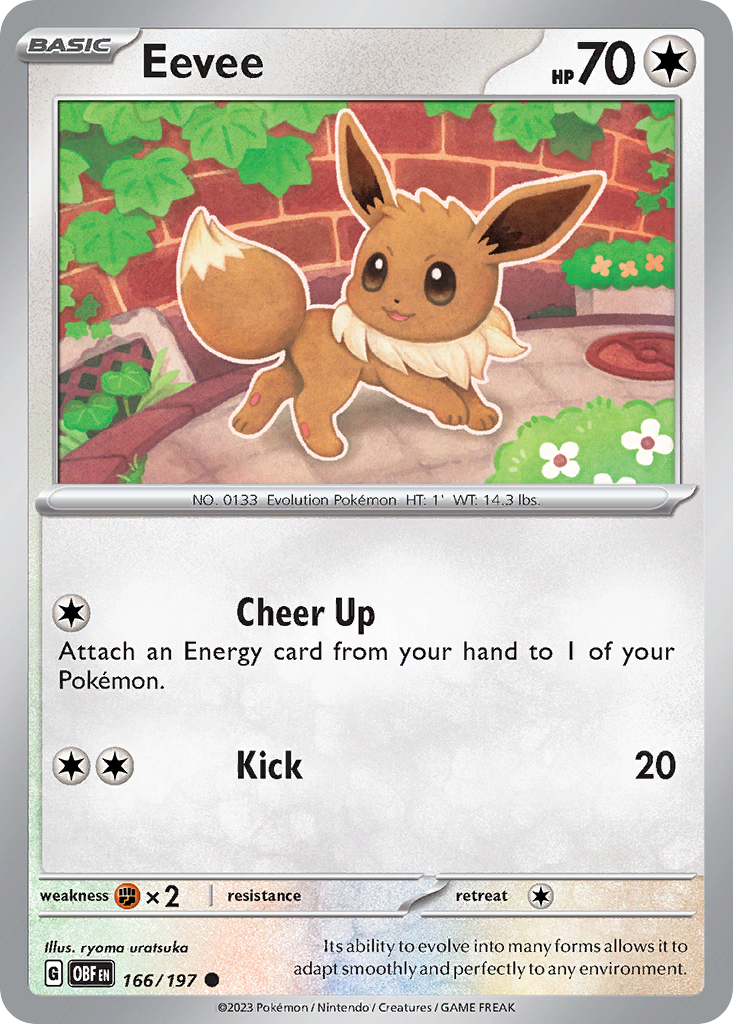 BASIC
Eevee
HP 70
NO. 0133 Evolution Pokémon HT: 1' WT: 14.3 lbs.
Cheer Up
Attach an Energy card from your hand to 1 of your
Pokémon.
Kick 20
weakness ×2 resistance retreat
Illus. ryoma uratsuka
Its ability to evolve into many forms allows it to
adapt smoothly and perfectly to any environment.
G OBF EN 166/197
©2023 Pokémon / Nintendo / Creatures / GAME FREAK